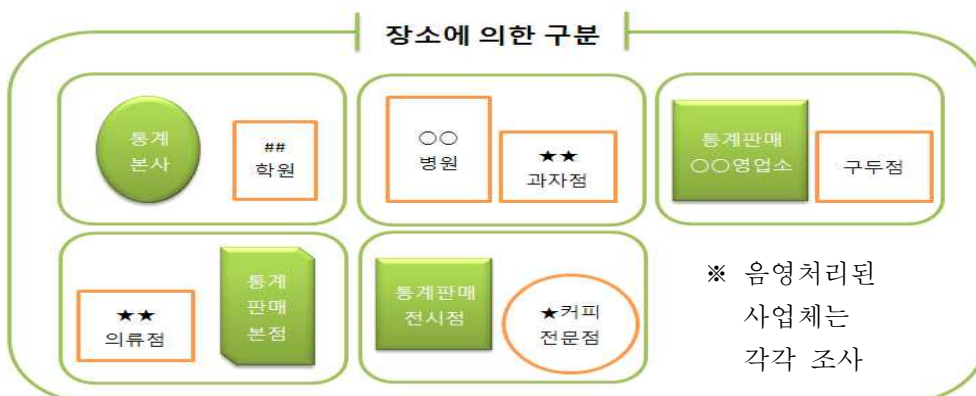 장소에 의한 구분
통계
본사
##
학원
○○
병원
★★
과자점
통계판매
○○영업소
구두점
★★
의류점
통계
판매
본점
통계판매
전시점
★커피
전문점
※ 음영처리된
사업체는
각각 조사